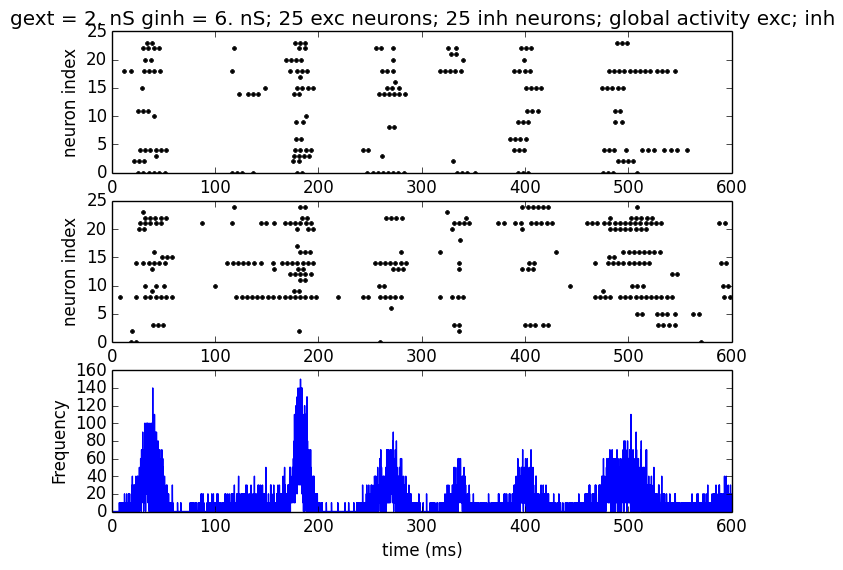 gext = 2. nS ginh = 6. nS; 25 exc neurons; 25 inh neurons; global activity exc; inh
25
20
15
10
5
0
neuron index
0 100 200 300 400 500 600
25
20
15
10
5
0
neuron index
0 100 200 300 400 500 600
160
140
120
100
80
60
40
20
0
Frequency
0 100 200 300 400 500 600
time (ms)